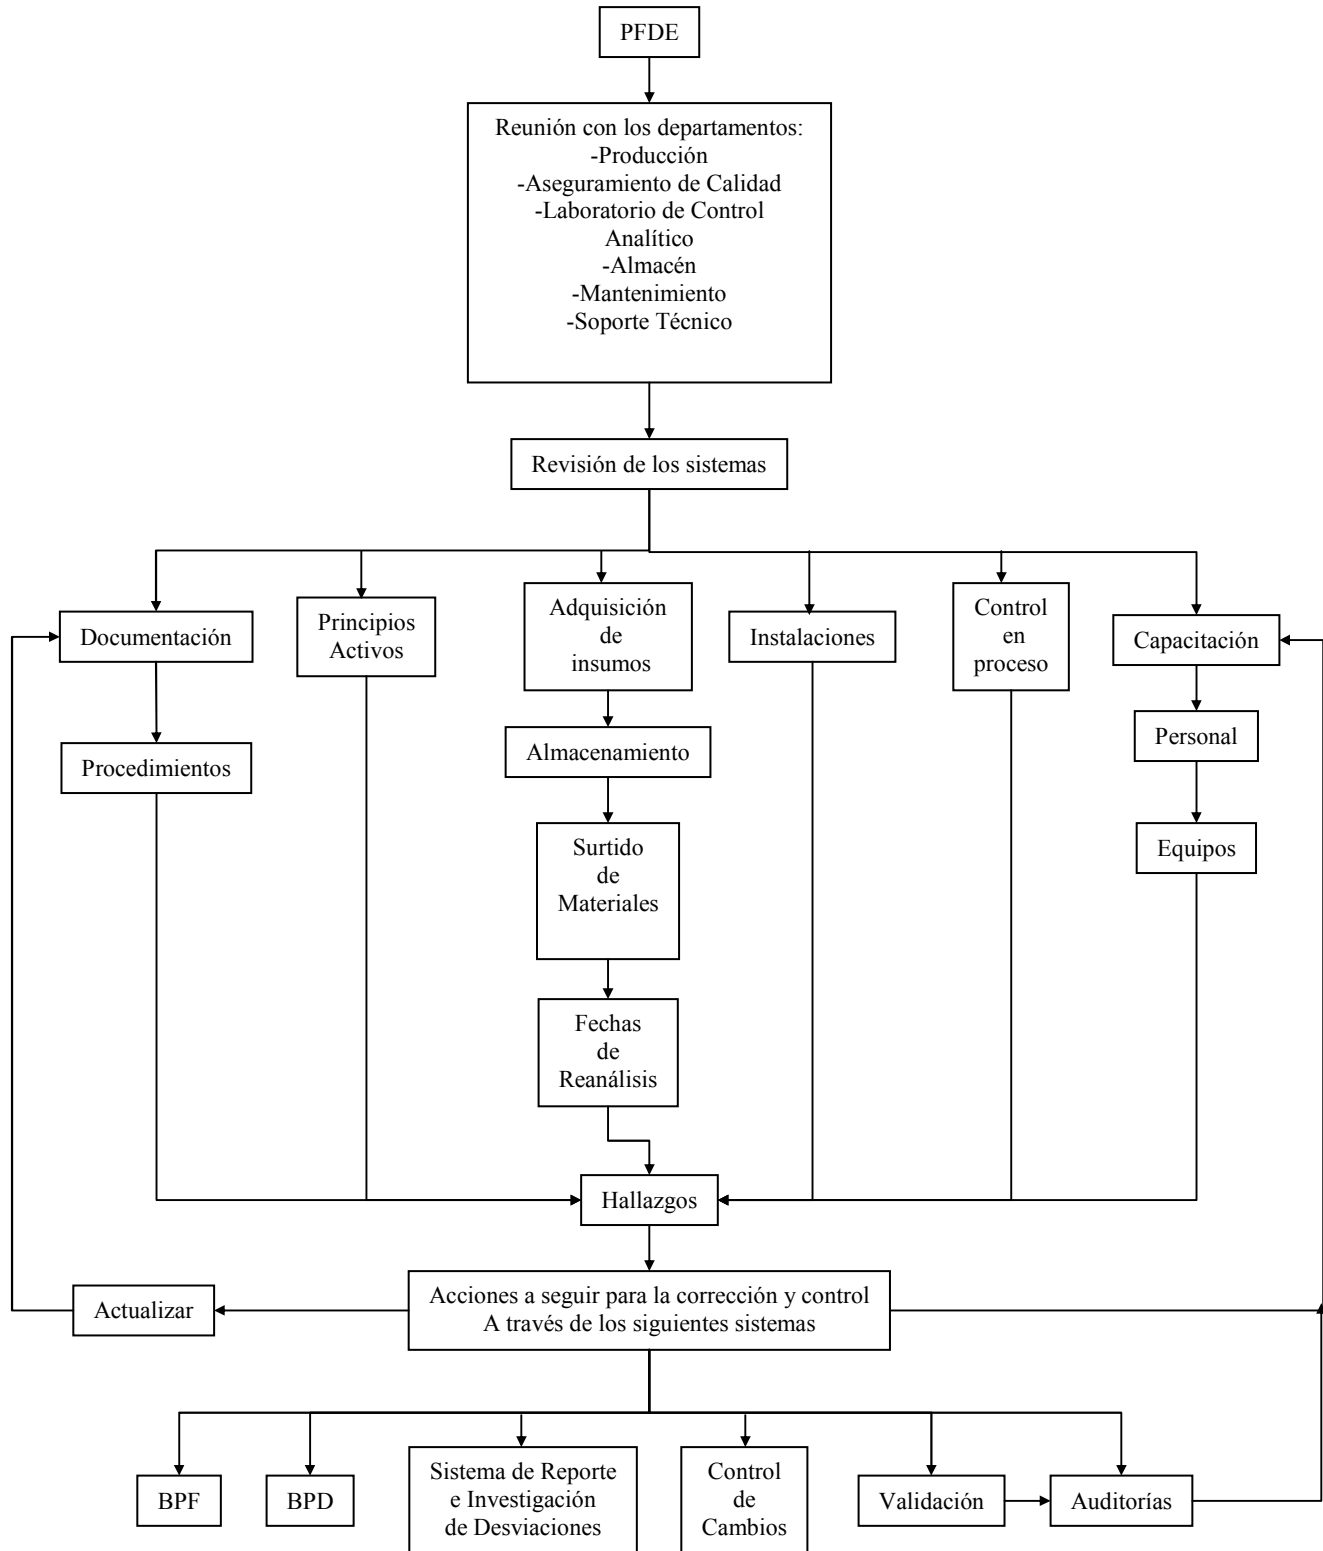 PFDE
Reunión con los departamentos:
-Producción
-Aseguramiento de Calidad
-Laboratorio de Control
Analítico
-Almacén
-Mantenimiento
-Soporte Técnico
Revisión de los sistemas
Documentación
Principios
Activos
Adquisición
de
insumos
Instalaciones
Control
en
proceso
Capacitación
Procedimientos
Almacenamiento
Personal
Surtido
de
Materiales
Equipos
Fechas
de
Reanálisis
Hallazgos
Actualizar
Acciones a seguir para la corrección y control
A través de los siguientes sistemas
BPF
BPD
Sistema de Reporte
e Investigación
de Desviaciones
Control
de
Cambios
Validación
Auditorías